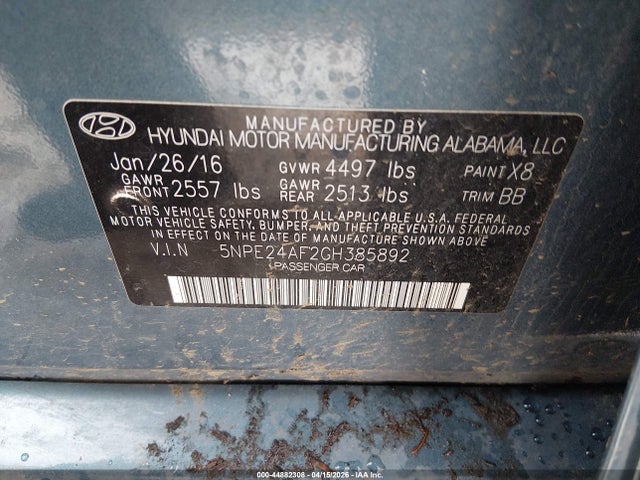 MANUFACTURED BY
HYUNDAI MOTOR MANUFACTURING ALABAMA, LLC
Jan/26/16 GVWR 4497 lbs PAINT X8
GAWR FRONT 2557 lbs GAWR REAR 2513 lbs TRIM BB
THIS VEHICLE CONFORMS TO ALL APPLICABLE U.S.A. FEDERAL
MOTOR VEHICLE SAFETY, BUMPER, AND THEFT PREVENTION STANDARDS
IN EFFECT ON THE DATE OF MANUFACTURE SHOWN ABOVE
V.I.N 5NPE24AF2GH385892
PASSENGER CAR
000-44882308 - 04/15/2026 - IAAI.COM